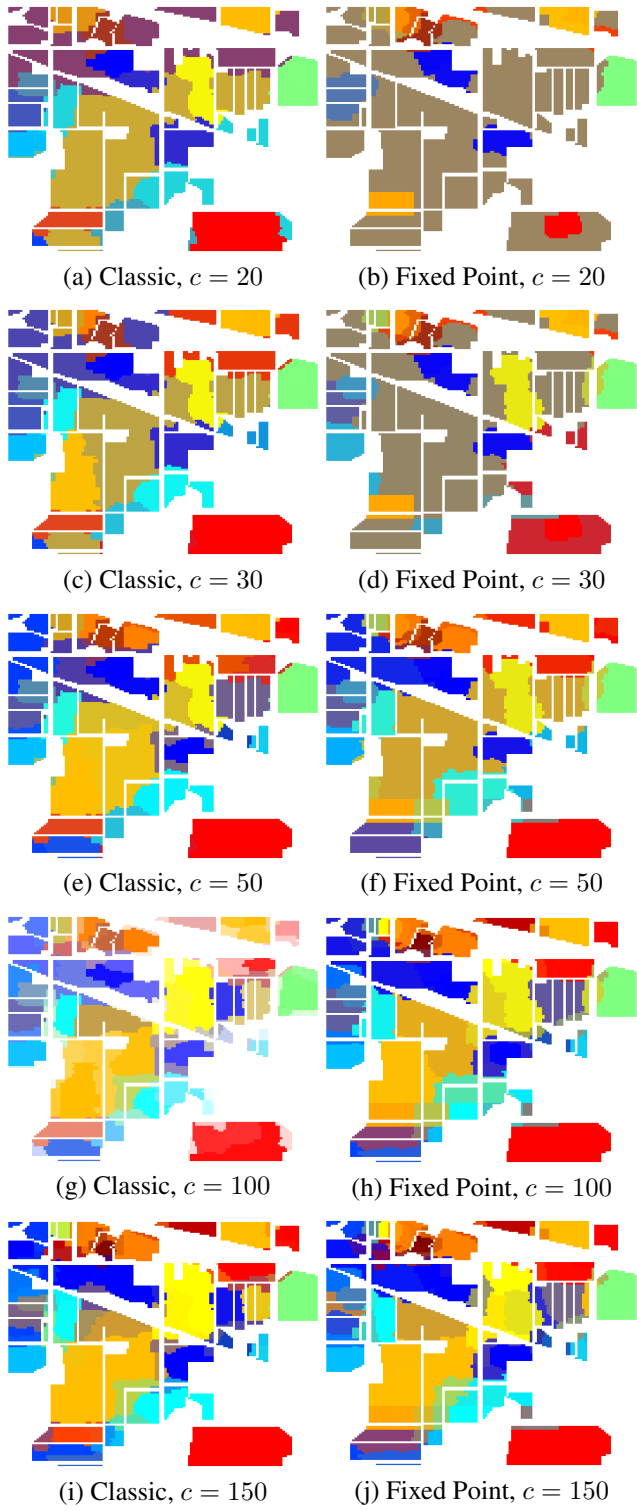 (a) Classic, c = 20
(b) Fixed Point, c = 20
(c) Classic, c = 30
(d) Fixed Point, c = 30
(e) Classic, c = 50
(f) Fixed Point, c = 50
(g) Classic, c = 100
(h) Fixed Point, c = 100
(i) Classic, c = 150
(j) Fixed Point, c = 150